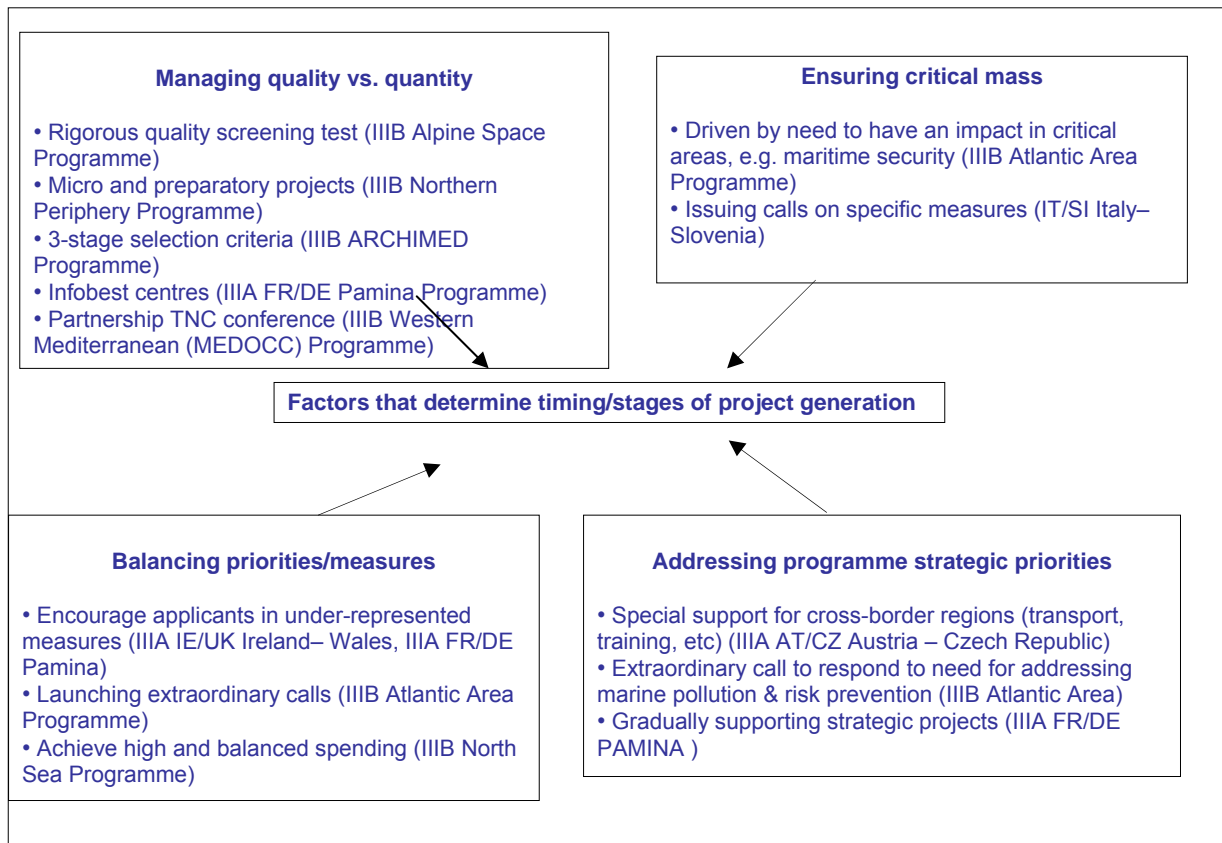 Managing quality vs. quantity
• Rigorous quality screening test (IIIB Alpine Space
Programme)
• Micro and preparatory projects (IIIB Northern
Periphery Programme)
• 3-stage selection criteria (IIIB ARCHIMED
Programme)
• Infobest centres (IIIA FR/DE Pamina Programme)
• Partnership TNC conference (IIIB Western
Mediterranean (MEDOCC) Programme)
Ensuring critical mass
• Driven by need to have an impact in critical
areas, e.g. maritime security (IIIB Atlantic Area
Programme)
• Issuing calls on specific measures (IT/SI Italy–
Slovenia)
Factors that determine timing/stages of project generation
Balancing priorities/measures
• Encourage applicants in under-represented
measures (IIIA IE/UK Ireland– Wales, IIIA FR/DE
Pamina)
• Launching extraordinary calls (IIIB Atlantic Area
Programme)
• Achieve high and balanced spending (IIIB North
Sea Programme)
Addressing programme strategic priorities
• Special support for cross-border regions (transport,
training, etc) (IIIA AT/CZ Austria – Czech Republic)
• Extraordinary call to respond to need for addressing
marine pollution & risk prevention (IIIB Atlantic Area)
• Gradually supporting strategic projects (IIIA FR/DE
PAMINA )